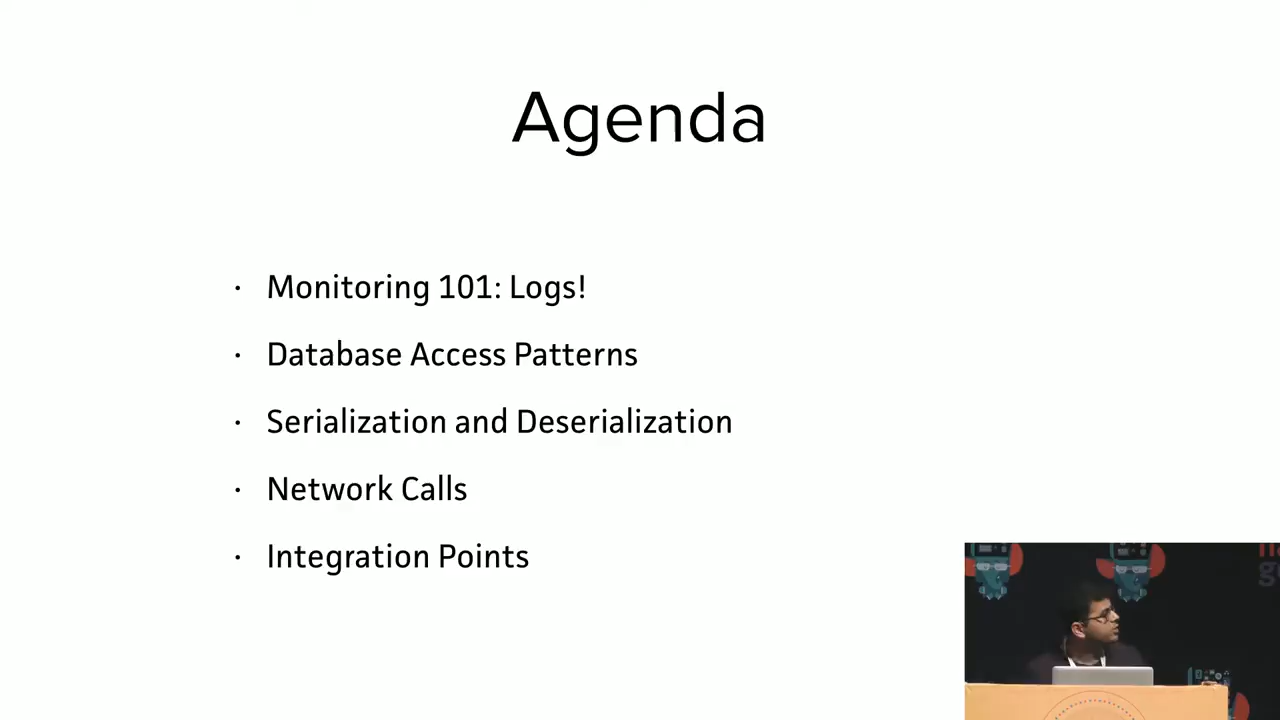 Agenda
· Monitoring 101: Logs!
· Database Access Patterns
· Serialization and Deserialization
· Network Calls
· Integration Points